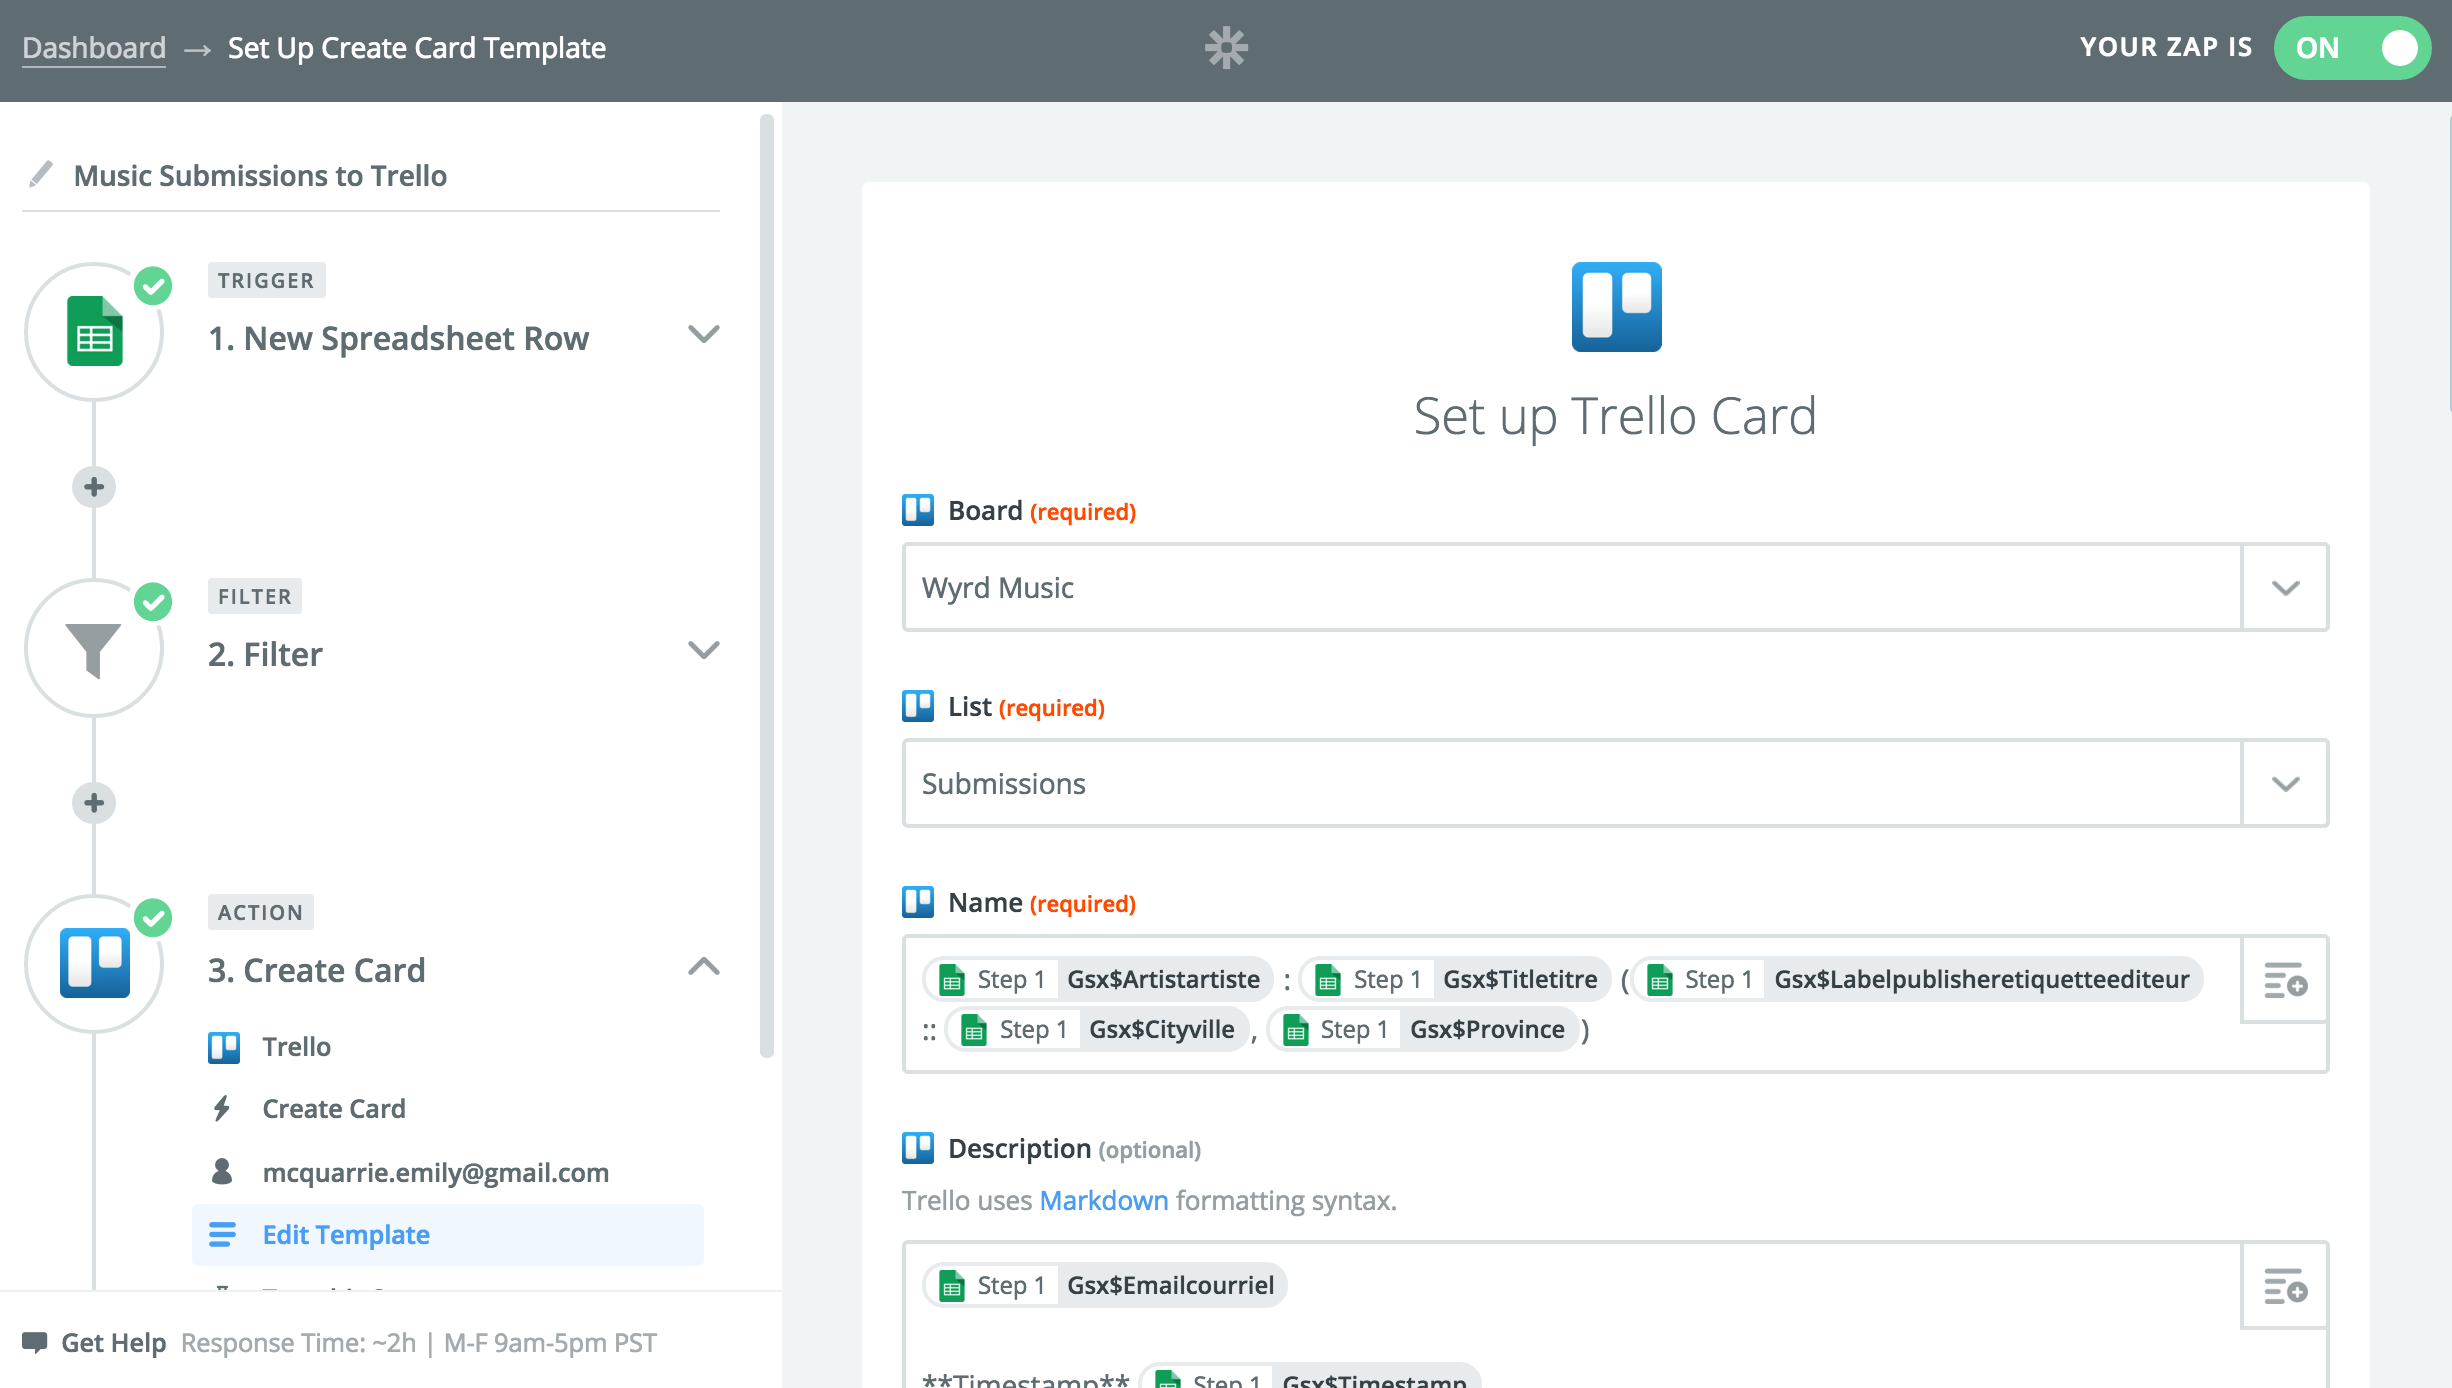 Dashboard → Set Up Create Card Template
YOUR ZAP IS ON
Music Submissions to Trello
TRIGGER
1. New Spreadsheet Row
FILTER
2. Filter
ACTION
3. Create Card
Trello
Create Card
mcquarrie.emily@gmail.com
Edit Template
Get Help Response Time: ~2h | M-F 9am-5pm PST
Set up Trello Card
Board (required)
Wyrd Music
List (required)
Submissions
Name (required)
Step 1 Gsx$Artistartiste : Step 1 Gsx$Titletitre ( Step 1 Gsx$Labelpublisheretiquetteediteur
:: Step 1 Gsx$Cityville , Step 1 Gsx$Province )
Description (optional)
Trello uses Markdown formatting syntax.
Step 1 Gsx$Emailcourriel
**Timestamp** Step 1 Gsx$Timestamp